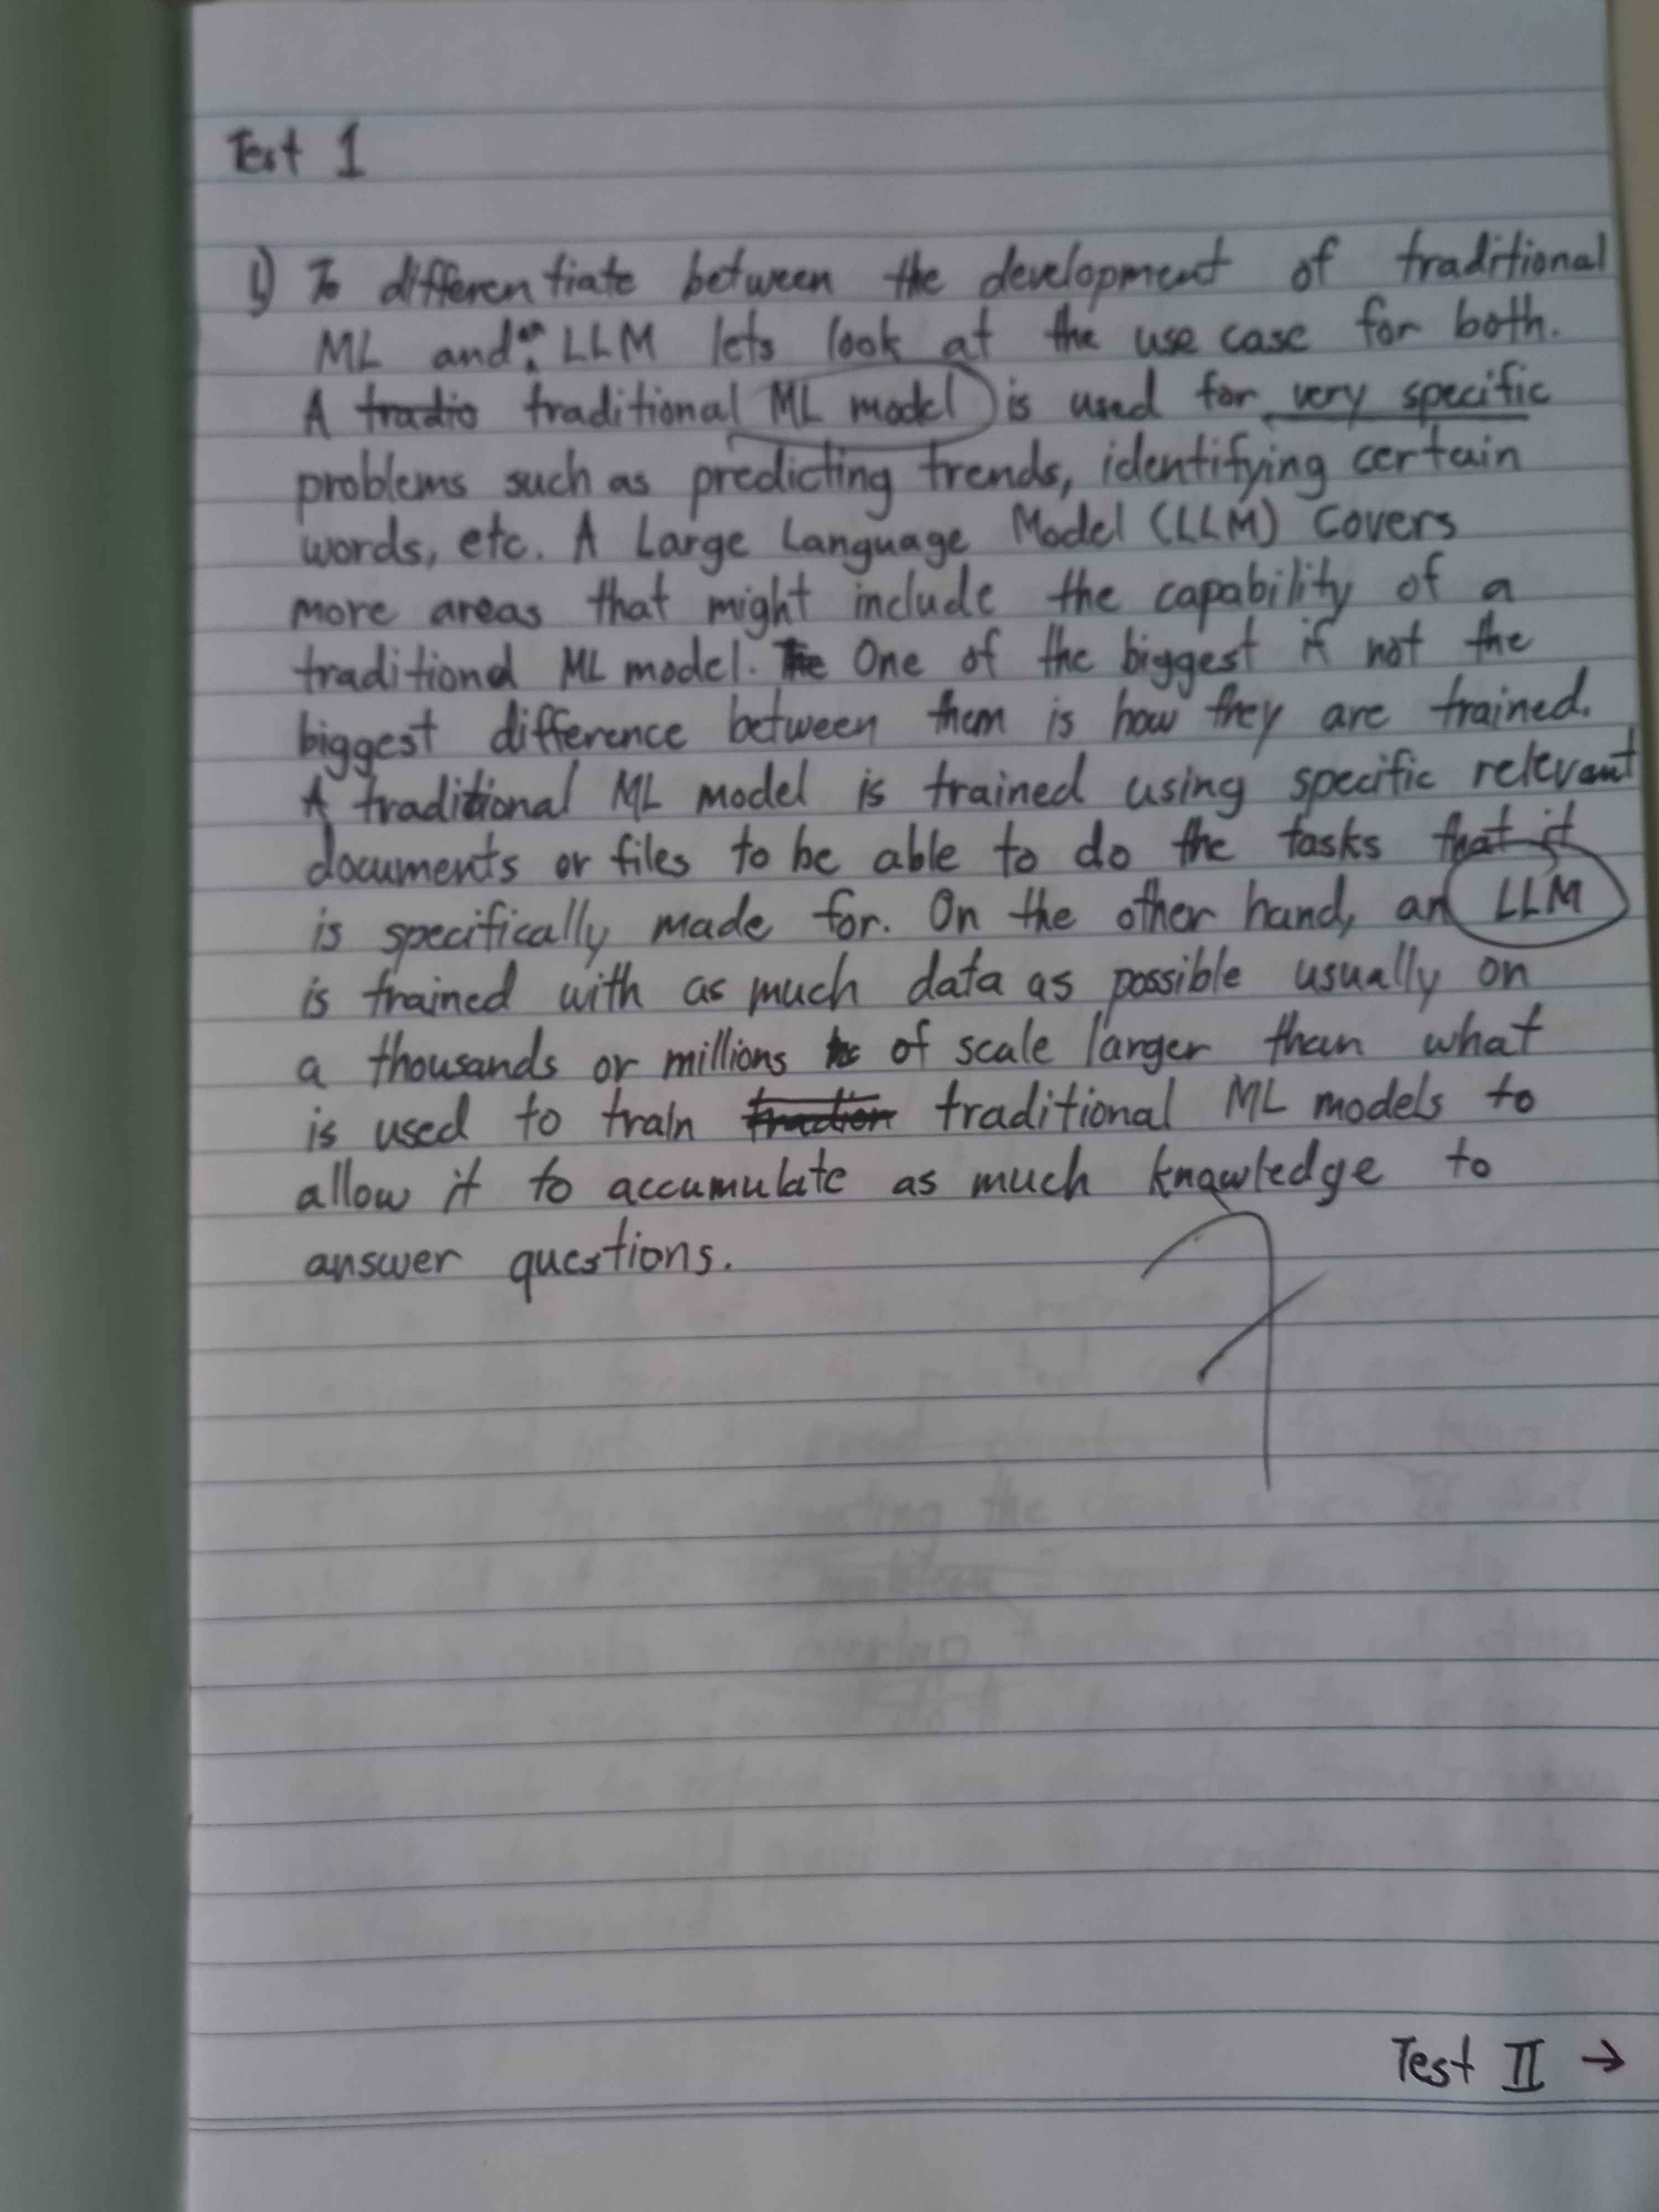 Test 1
1) To differentiate between the development of traditional
ML and an LLM lets look at the use case for both.
A tradio traditional ML model is used for very specific
problems such as predicting trends, identifying certain
words, etc. A Large Language Model (LLM) Covers
more areas that might include the capability of a
traditional ML model. The One of the biggest if not the
biggest difference between them is how they are trained.
A traditional ML model is trained using specific relevant
documents or files to be able to do the tasks that it
is specifically made for. On the other hand, an LLM
is trained with as much data as possible usually on
a thousands or millions of scale larger than what
is used to train traditional ML models to
allow it to accumulate as much knowledge to
answer questions.
7
Test II →